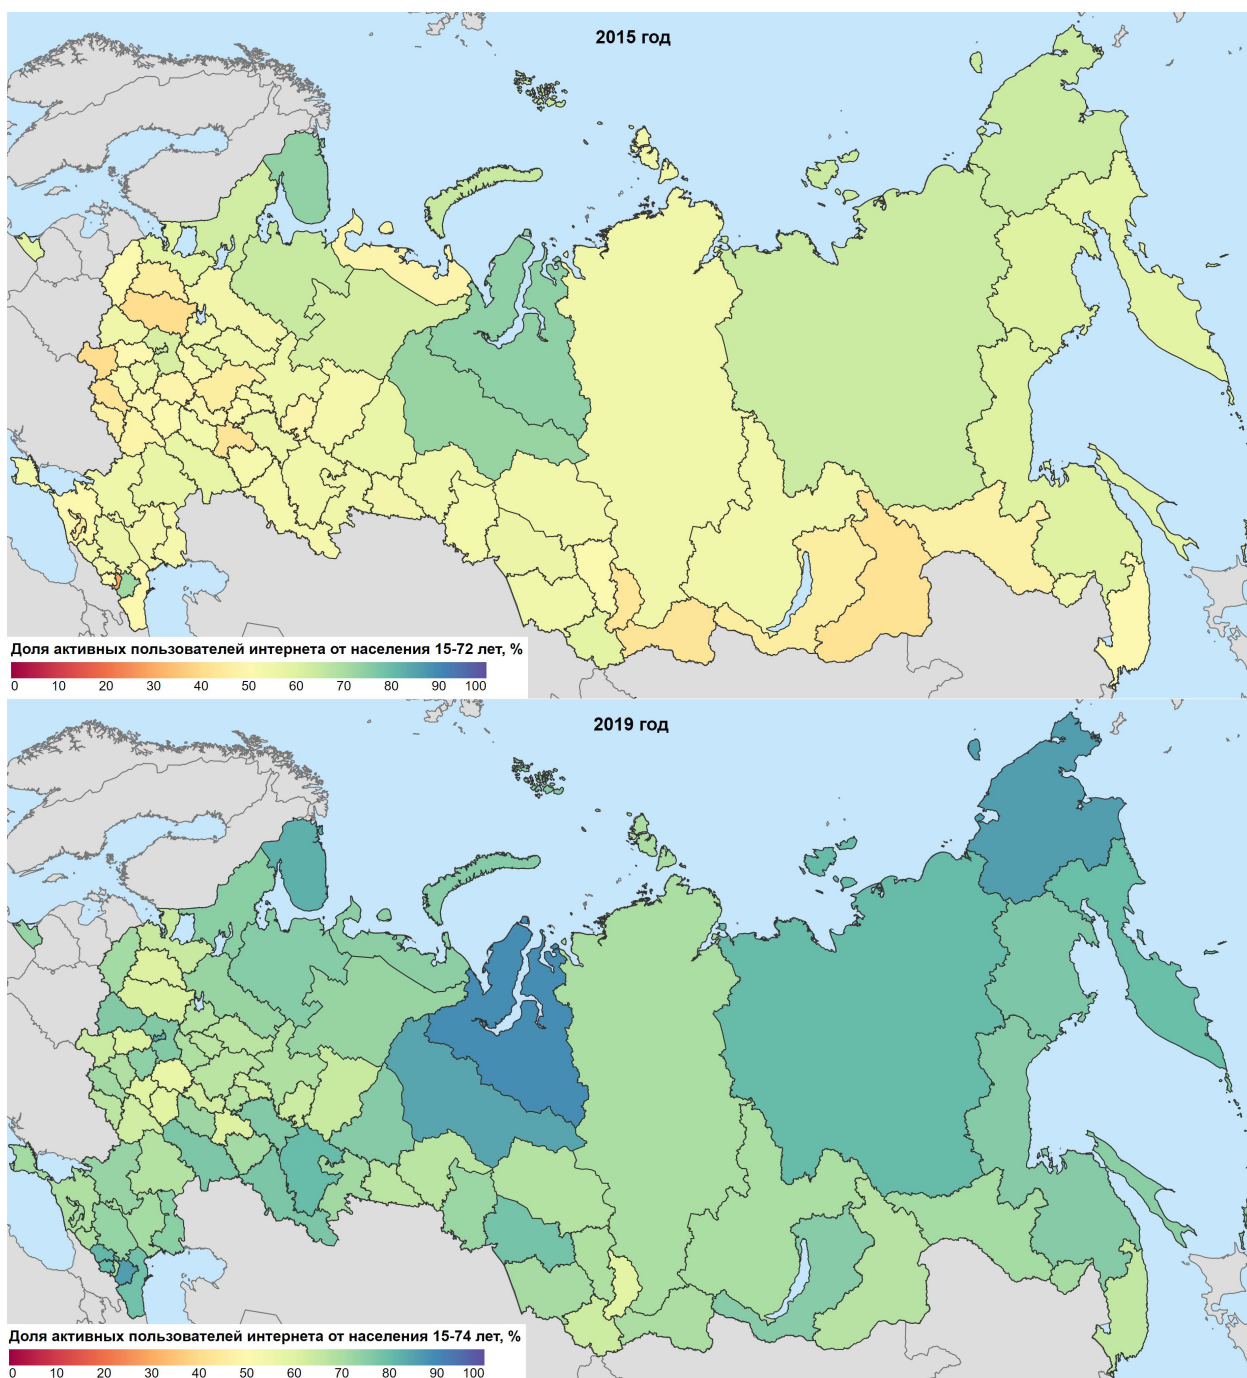 2015 год
Доля активных пользователей интернета от населения 15-72 лет, %
0 10 20 30 40 50 60 70 80 90 100
2019 год
Доля активных пользователей интернета от населения 15-74 лет, %
0 10 20 30 40 50 60 70 80 90 100